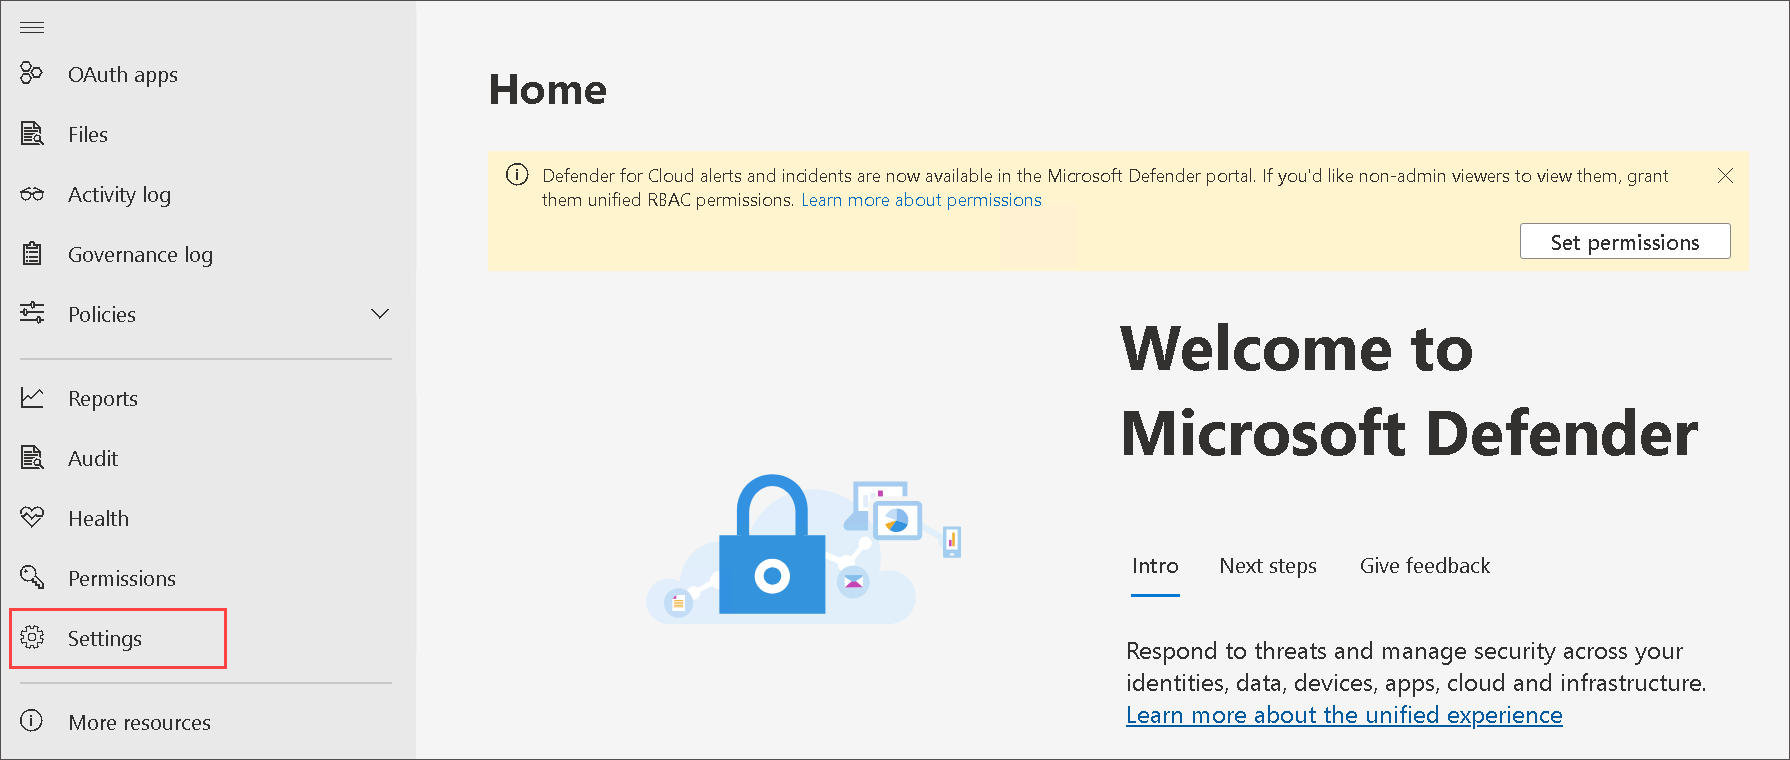 OAuth apps
Files
Activity log
Governance log
Policies
Reports
Audit
Health
Permissions
Settings
More resources
Home
Defender for Cloud alerts and incidents are now available in the Microsoft Defender portal. If you'd like non-admin viewers to view them, grant
them unified RBAC permissions. Learn more about permissions
Set permissions
Welcome to
Microsoft Defender
Intro Next steps Give feedback
Respond to threats and manage security across your
identities, data, devices, apps, cloud and infrastructure.
Learn more about the unified experience